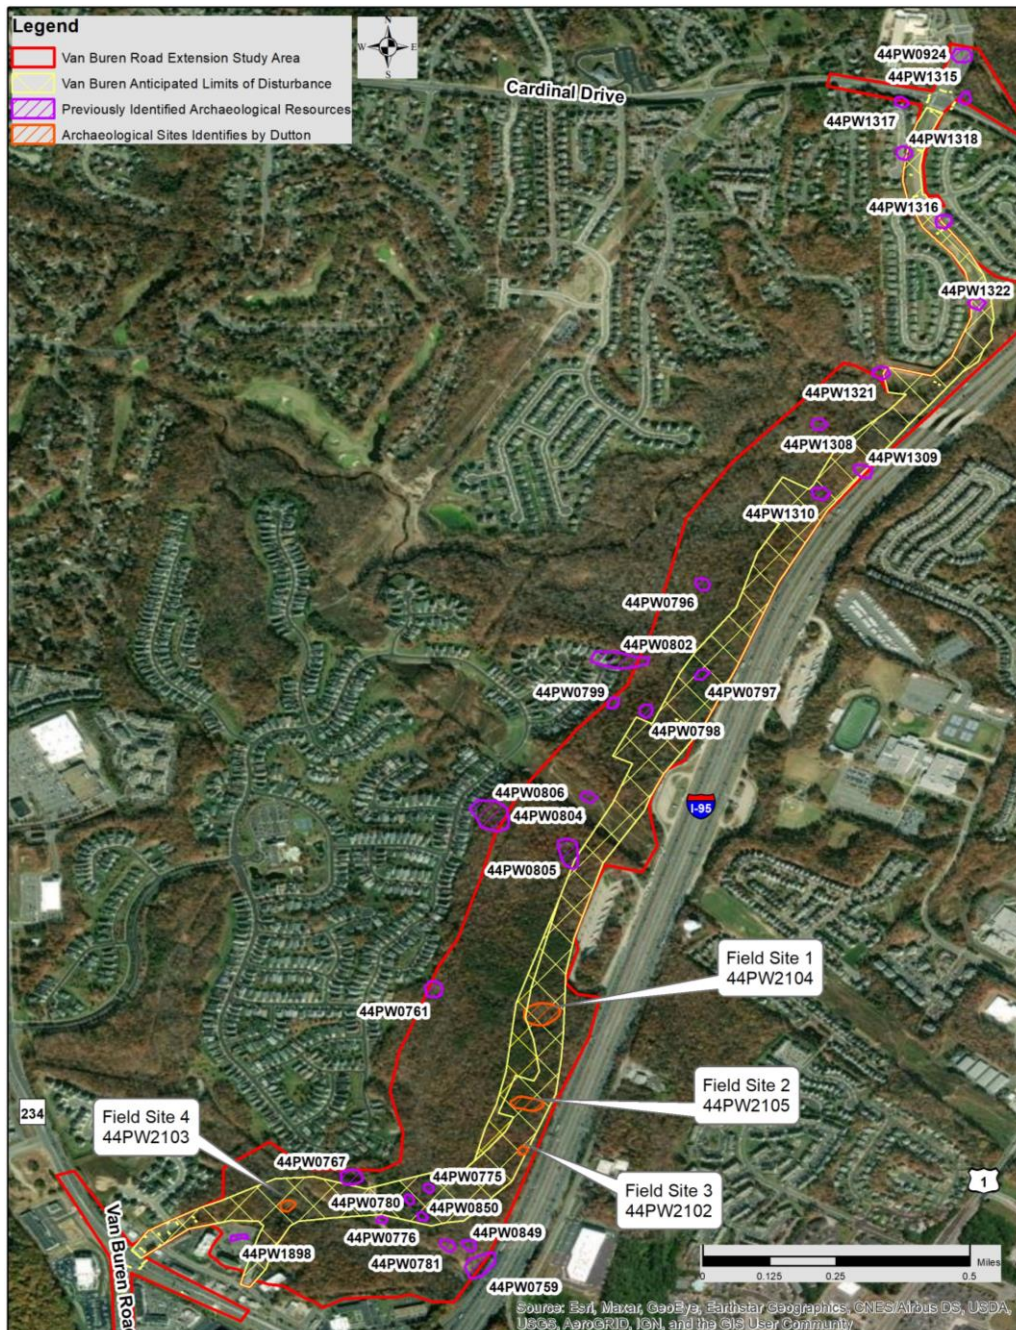 Legend
Van Buren Road Extension Study Area
Van Buren Anticipated Limits of Disturbance
Previously Identified Archaeological Resources
Archaeological Sites Identifies by Dutton
N
W E
S
Cardinal Drive
44PW0924
44PW1315
44PW1317
44PW1318
44PW1316
44PW1322
44PW1321
44PW1308
44PW1309
44PW1310
44PW0796
44PW0802
44PW0799
44PW0797
44PW0798
44PW0806
44PW0804
I-95
44PW0805
Field Site 1
44PW2104
44PW0761
Field Site 2
44PW2105
234
Field Site 4
44PW2103
44PW0767
44PW0775
Field Site 3
44PW2102
1
44PW0780
44PW0850
44PW0776
44PW0849
44PW1898
44PW0781
44PW0759
Van Buren Road
Miles
0 0.125 0.25 0.5
Source: Esri, Maxar, GeoEye, Earthstar Geographics, CNES/Airbus DS, USDA,
USGS, AeroGRID, IGN, and the GIS User Community